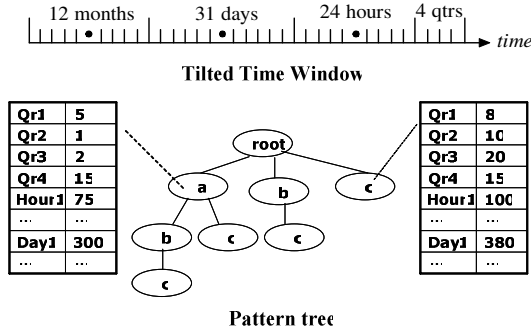 12 months 31 days 24 hours 4 qtrs
time
Tilted Time Window
Qr1 5
Qr2 1
Qr3 2
Qr4 15
Hour1 75
... ...
Day1 300
... ...
root
a b c
b c c
c
Qr1 8
Qr2 10
Qr3 20
Qr4 15
Hour1 100
... ...
Day1 380
... ...
Pattern tree